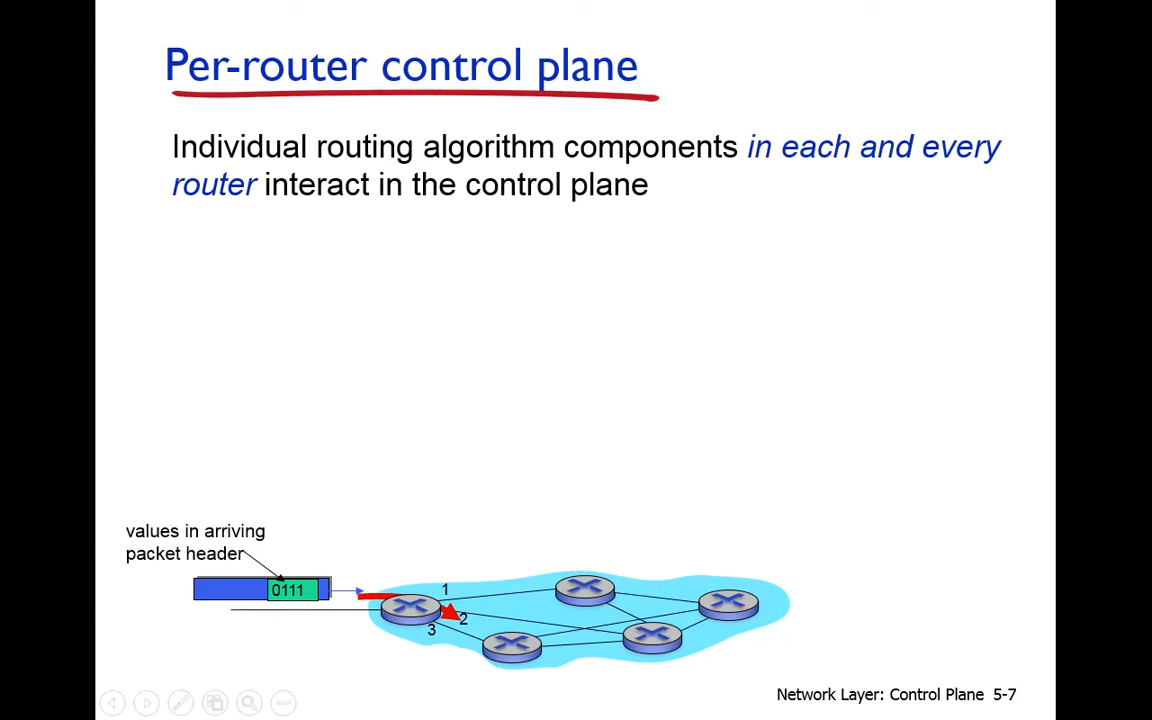 Per-router control plane
Individual routing algorithm components in each and every
router interact in the control plane
values in arriving
packet header
0111
1
2
3
Network Layer: Control Plane 5-7